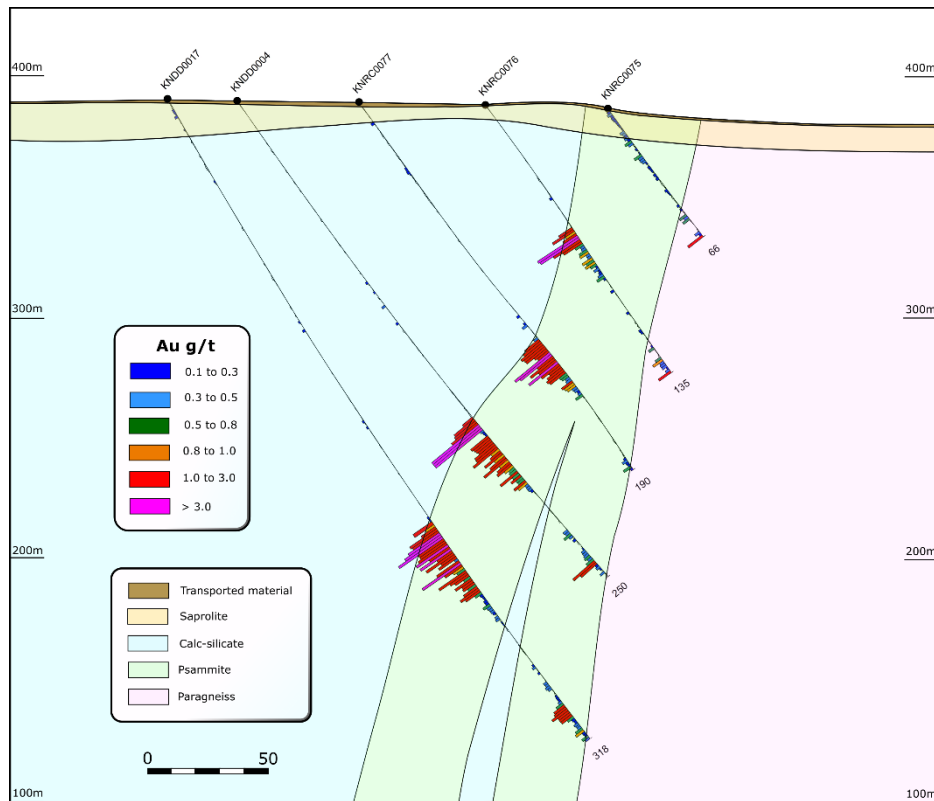 KNDD0017
KNDD0004
KNRC0077
KNRC0076
KNRC0075
400m
400m
66
300m
300m
135
Au g/t
0.1 to 0.3
0.3 to 0.5
0.5 to 0.8
0.8 to 1.0
1.0 to 3.0
> 3.0
190
200m
200m
250
Transported material
Saprolite
Calc-silicate
Psammite
Paragneiss
318
0
50
100m
100m